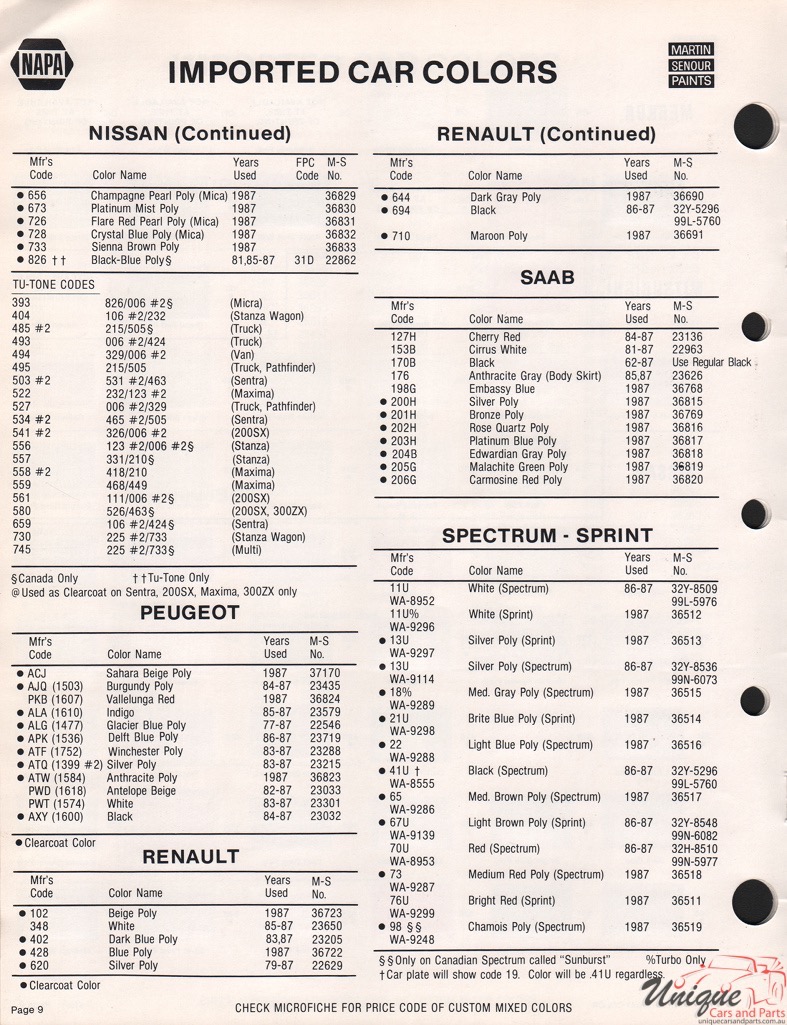 NAPA
IMPORTED CAR COLORS
MARTIN
SENOUR
PAINTS
NISSAN (Continued)
Mfr's Years FPC M-S
Code Color Name Used Code No.
● 656 Champagne Pearl Poly (Mica) 1987 36829
● 673 Platinum Mist Poly 1987 36830
● 726 Flare Red Pearl Poly (Mica) 1987 36831
● 728 Crystal Blue Poly (Mica) 1987 36832
● 733 Sienna Brown Poly 1987 36833
● 826 †† Black-Blue Poly§ 81,85-87 31D 22862
TU-TONE CODES
393 826/006 #2§ (Micra)
404 106 #2/232 (Stanza Wagon)
485 #2 215/505§ (Truck)
493 006 #2/424 (Truck)
494 329/006 #2 (Van)
495 215/505 (Truck, Pathfinder)
503 #2 531 #2/463 (Sentra)
522 232/123 #2 (Maxima)
527 006 #2/329 (Truck, Pathfinder)
534 #2 465 #2/505 (Sentra)
541 #2 326/006 #2 (200SX)
556 123 #2/006 #2§ (Stanza)
557 331/210§ (Stanza)
558 #2 418/210 (Maxima)
559 468/449 (Maxima)
561 111/006 #2§ (200SX)
580 526/463§ (200SX, 300ZX)
659 106 #2/424§ (Sentra)
730 225 #2/733 (Stanza Wagon)
745 225 #2/733§ (Multi)
§Canada Only ††Tu-Tone Only
@Used as Clearcoat on Sentra, 200SX, Maxima, 300ZX only
PEUGEOT
Mfr's Years M-S
Code Color Name Used No.
● ACJ Sahara Beige Poly 1987 37170
● AJQ (1503) Burgundy Poly 84-87 23435
PKB (1607) Vallelunga Red 1987 36824
● ALA (1610) Indigo 85-87 23579
● ALG (1477) Glacier Blue Poly 77-87 22546
● APK (1536) Delft Blue Poly 86-87 23719
● ATF (1752) Winchester Poly 83-87 23288
● ATQ (1399 #2) Silver Poly 83-87 23215
● ATW (1584) Anthracite Poly 1987 36823
PWD (1618) Antelope Beige 82-87 23033
PWT (1574) White 83-87 23301
● AXY (1600) Black 84-87 23032
● Clearcoat Color
RENAULT
Mfr's Years M-S
Code Color Name Used No.
● 102 Beige Poly 1987 36723
348 White 85-87 23650
● 402 Dark Blue Poly 83,87 23205
● 428 Blue Poly 1987 36722
● 620 Silver Poly 79-87 22629
● Clearcoat Color
RENAULT (Continued)
Mfr's Years M-S
Code Color Name Used No.
● 644 Dark Gray Poly 1987 36690
● 694 Black 86-87 32Y-5296
99L-5760
● 710 Maroon Poly 1987 36691
SAAB
Mfr's Years M-S
Code Color Name Used No.
127H Cherry Red 84-87 23136
153B Cirrus White 81-87 22963
170B Black 62-87 Use Regular Black
176 Anthracite Gray (Body Skirt) 85,87 23626
198G Embassy Blue 1987 36768
● 200H Silver Poly 1987 36815
● 201H Bronze Poly 1987 36769
● 202H Rose Quartz Poly 1987 36816
● 203H Platinum Blue Poly 1987 36817
● 204B Edwardian Gray Poly 1987 36818
● 205G Malachite Green Poly 1987 36819
● 206G Carmosine Red Poly 1987 36820
SPECTRUM - SPRINT
Mfr's Years M-S
Code Color Name Used No.
11U White (Spectrum) 86-87 32Y-8509
WA-8952 99L-5976
11U% White (Sprint) 1987 36512
WA-9296
● 13U Silver Poly (Sprint) 1987 36513
WA-9297
● 13U Silver Poly (Spectrum) 86-87 32Y-8536
WA-9114 99N-6073
● 18% Med. Gray Poly (Spectrum) 1987 36515
WA-9289
● 21U Brite Blue Poly (Sprint) 1987 36514
WA-9298
● 22 Light Blue Poly (Spectrum) 1987 36516
WA-9288
● 41U † Black (Spectrum) 86-87 32Y-5296
WA-8555 99L-5760
● 65 Med. Brown Poly (Spectrum) 1987 36517
WA-9286
● 67U Light Brown Poly (Sprint) 86-87 32Y-8548
WA-9139 99N-6082
70U Red (Spectrum) 86-87 32H-8510
WA-8953 99N-5977
● 73 Medium Red Poly (Spectrum) 1987 36518
WA-9287
76U Bright Red (Sprint) 1987 36511
WA-9299
● 98 §§ Chamois Poly (Spectrum) 1987 36519
WA-9248
§§Only on Canadian Spectrum called "Sunburst" %Turbo Only
†Car plate will show code 19. Color will be .41U regardless.
Page 9
CHECK MICROFICHE FOR PRICE CODE OF CUSTOM MIXED COLORS
Unique
Cars and Parts
uniquecarsandparts.com.au